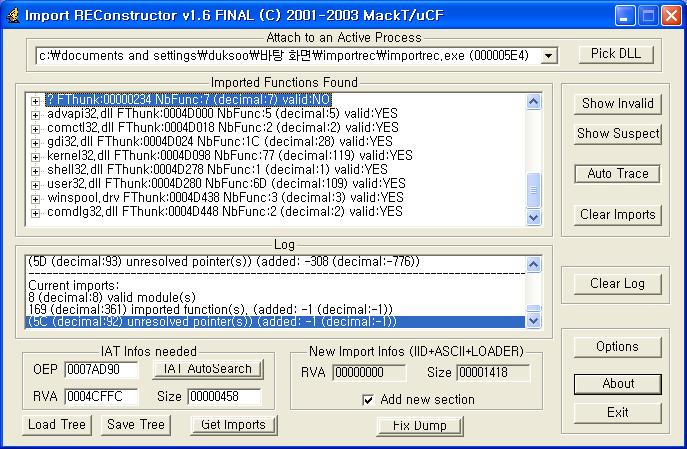 Import REConstructor v1.6 FINAL (C) 2001-2003 MackT/uCF
Attach to an Active Process
c:₩documents and settings₩duksoo₩바탕 화면₩importrec₩importrec.exe (000005E4)
Pick DLL
Imported Functions Found
? FThunk:00000234 NbFunc:7 (decimal:7) valid:NO
advapi32.dll FThunk:0004D000 NbFunc:5 (decimal:5) valid:YES
comctl32.dll FThunk:0004D018 NbFunc:2 (decimal:2) valid:YES
gdi32.dll FThunk:0004D024 NbFunc:1C (decimal:28) valid:YES
kernel32.dll FThunk:0004D098 NbFunc:77 (decimal:119) valid:YES
shell32.dll FThunk:0004D278 NbFunc:1 (decimal:1) valid:YES
user32.dll FThunk:0004D280 NbFunc:6D (decimal:109) valid:YES
winspool.drv FThunk:0004D438 NbFunc:3 (decimal:3) valid:YES
comdlg32.dll FThunk:0004D448 NbFunc:2 (decimal:2) valid:YES
Show Invalid
Show Suspect
Auto Trace
Clear Imports
Log
(5D (decimal:93) unresolved pointer(s)) (added: -308 (decimal:-776))
Current imports:
8 (decimal:8) valid module(s)
169 (decimal:361) imported function(s). (added: -1 (decimal:-1))
(5C (decimal:92) unresolved pointer(s)) (added: -1 (decimal:-1))
Clear Log
IAT Infos needed
OEP 0007AD90 IAT AutoSearch
RVA 0004CFFC Size 00000458
Load Tree Save Tree Get Imports
New Import Infos (IID+ASCII+LOADER)
RVA 00000000 Size 00001418
Add new section
Fix Dump
Options
About
Exit